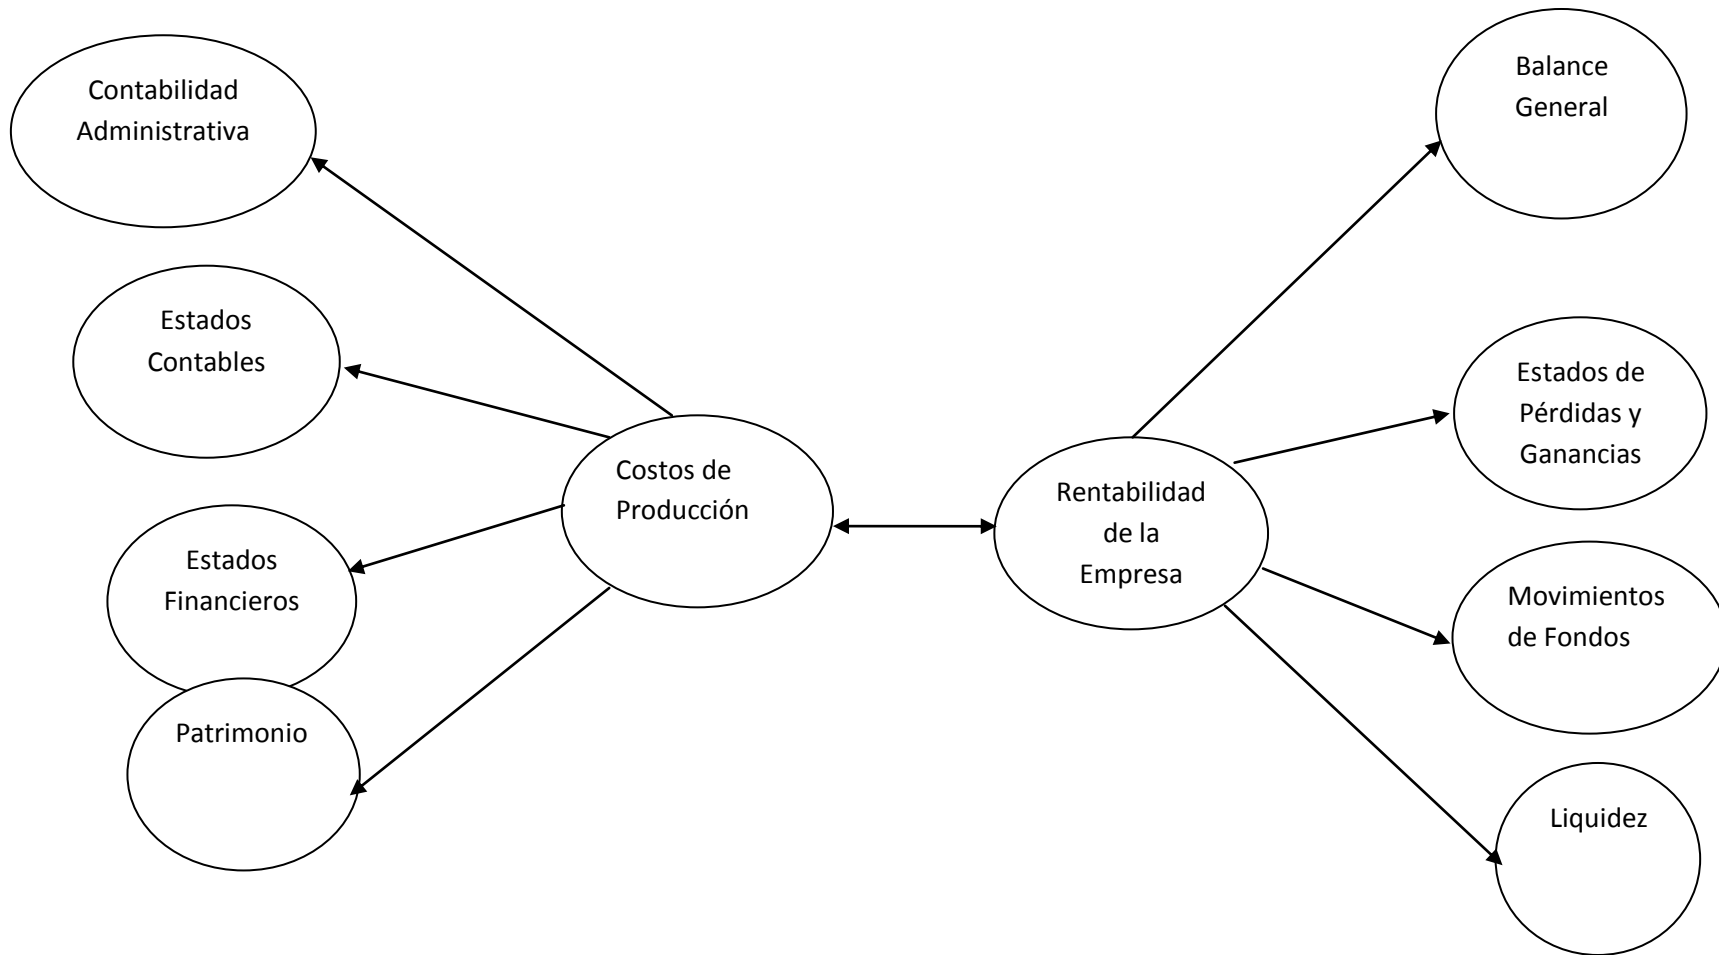 Contabilidad
Administrativa
Estados
Contables
Estados
Financieros
Patrimonio
Costos de
Producción
Rentabilidad
de la
Empresa
Balance
General
Estados de
Pérdidas y
Ganancias
Movimientos
de Fondos
Liquidez